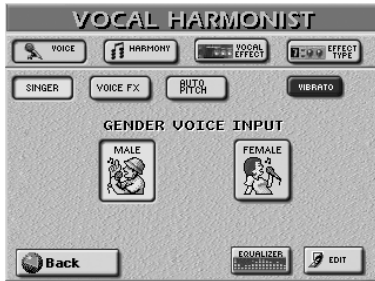 VOCAL HARMONIST
VOICE
HARMONY
VOCAL
EFFECT
EFFECT
TYPE
SINGER
VOICE FX
AUTO
PITCH
VIBRATO
GENDER VOICE INPUT
MALE
FEMALE
Back
EQUALIZER
EDIT